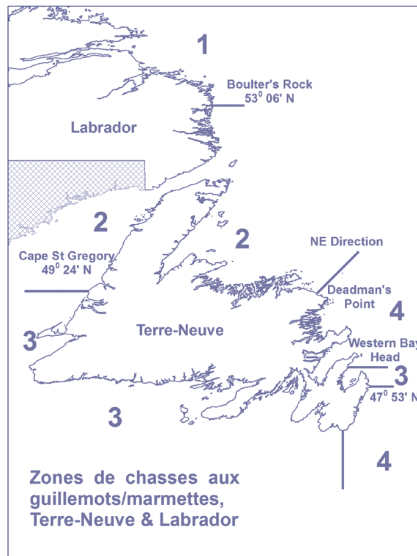 1
Boulter's Rock
53⁰ 06' N
Labrador
2
2
Cape St Gregory
49⁰ 24' N
NE Direction
Deadman's
Point
4
Terre-Neuve
3
Western Bay
Head
3
47⁰ 53' N
3
4
Zones de chasses aux
guillemots/marmettes,
Terre-Neuve & Labrador